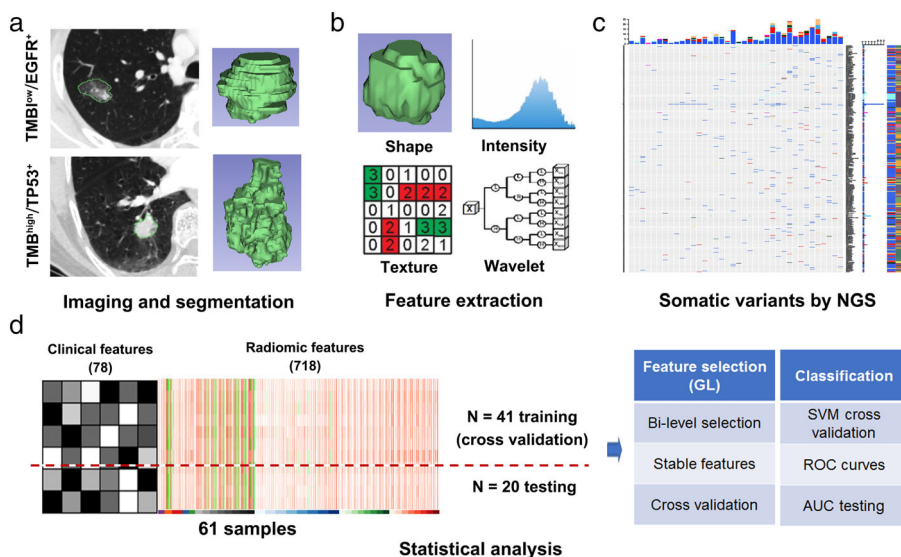 a
TMBlow/EGFR+
TMBhigh/TP53+
Imaging and segmentation
b
Shape
Intensity
3 0 1 0 0
3 0 2 2 2
0 1 0 0 2
0 2 1 3 3
0 2 0 2 1
X
Texture
Wavelet
Feature extraction
c
Somatic variants by NGS
d
Clinical features
(78)
Radiomic features
(718)
N = 41 training
(cross validation)
N = 20 testing
61 samples
Statistical analysis
Feature selection
(GL)
Classification
Bi-level selection
SVM cross
validation
Stable features
ROC curves
Cross validation
AUC testing